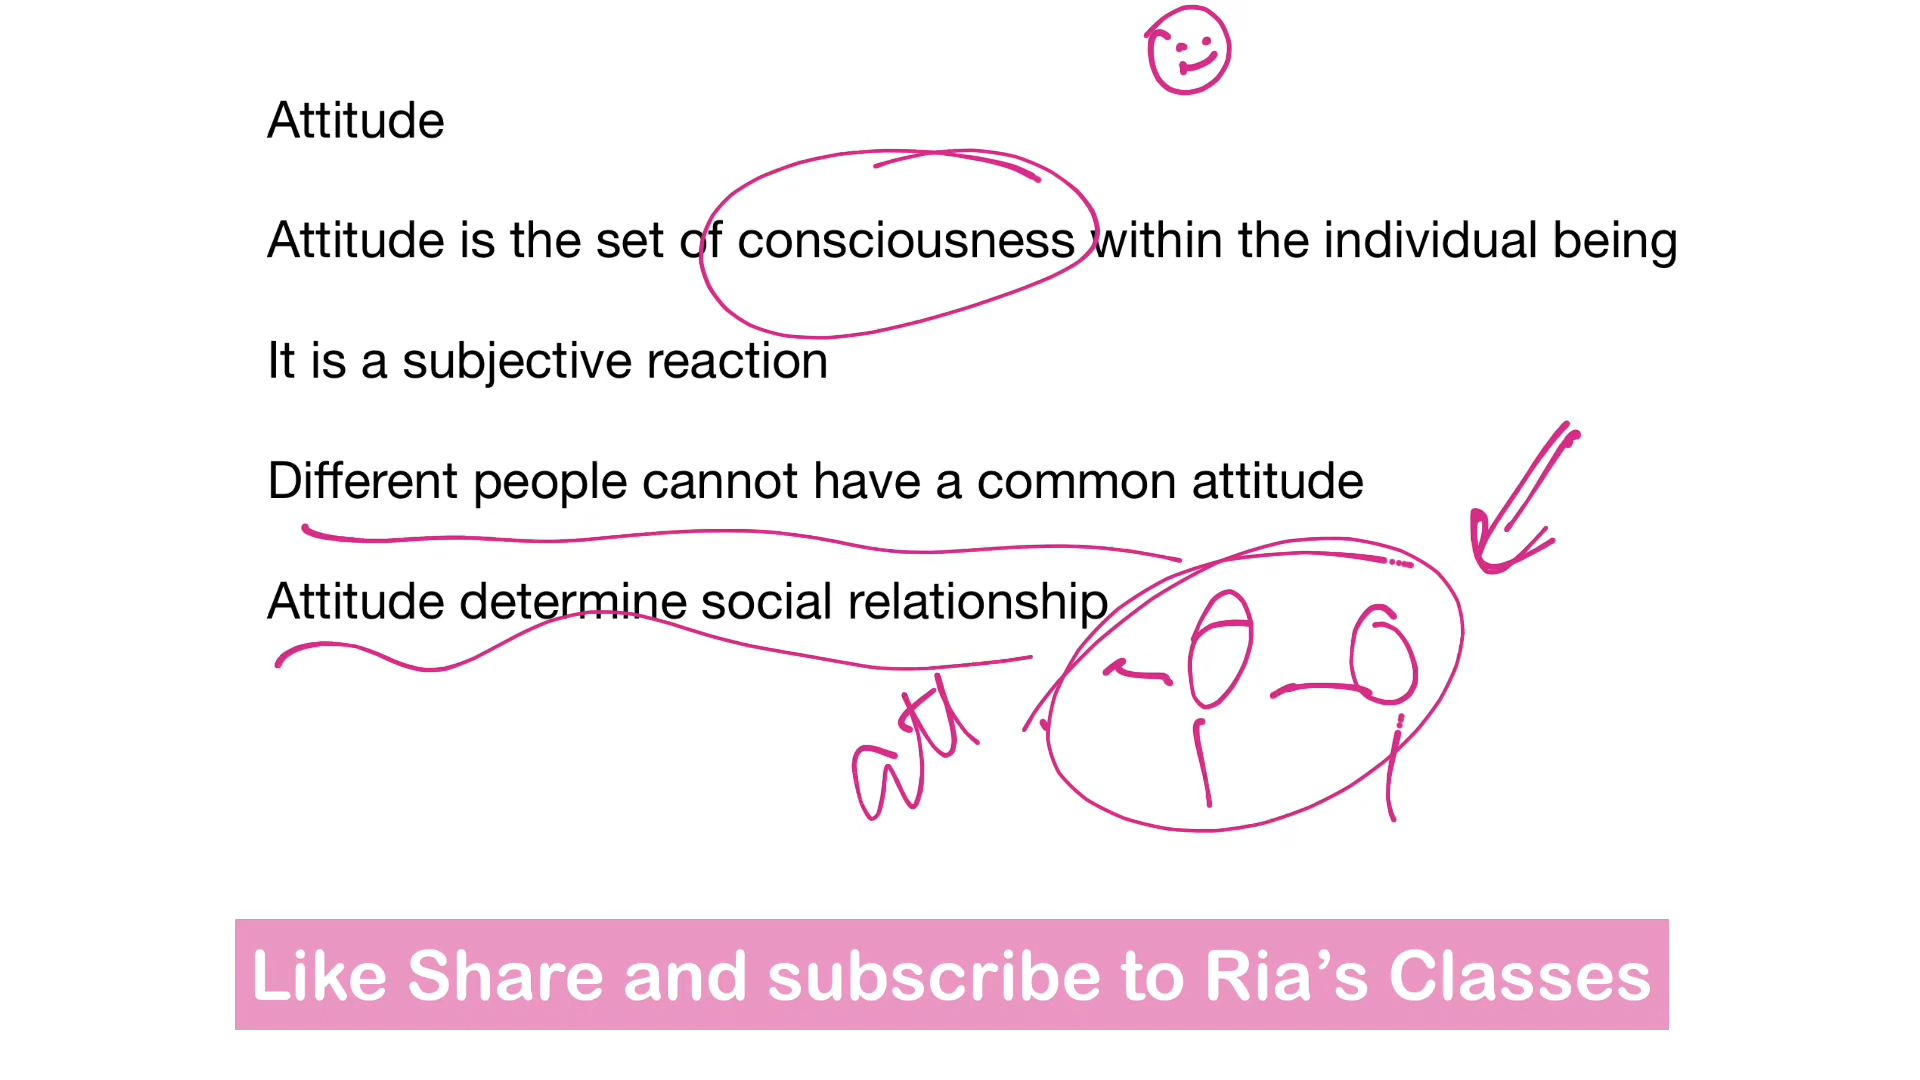 Attitude
Attitude is the set of consciousness within the individual being
It is a subjective reaction
Different people cannot have a common attitude
Attitude determine social relationship
att
Like Share and subscribe to Ria’s Classes